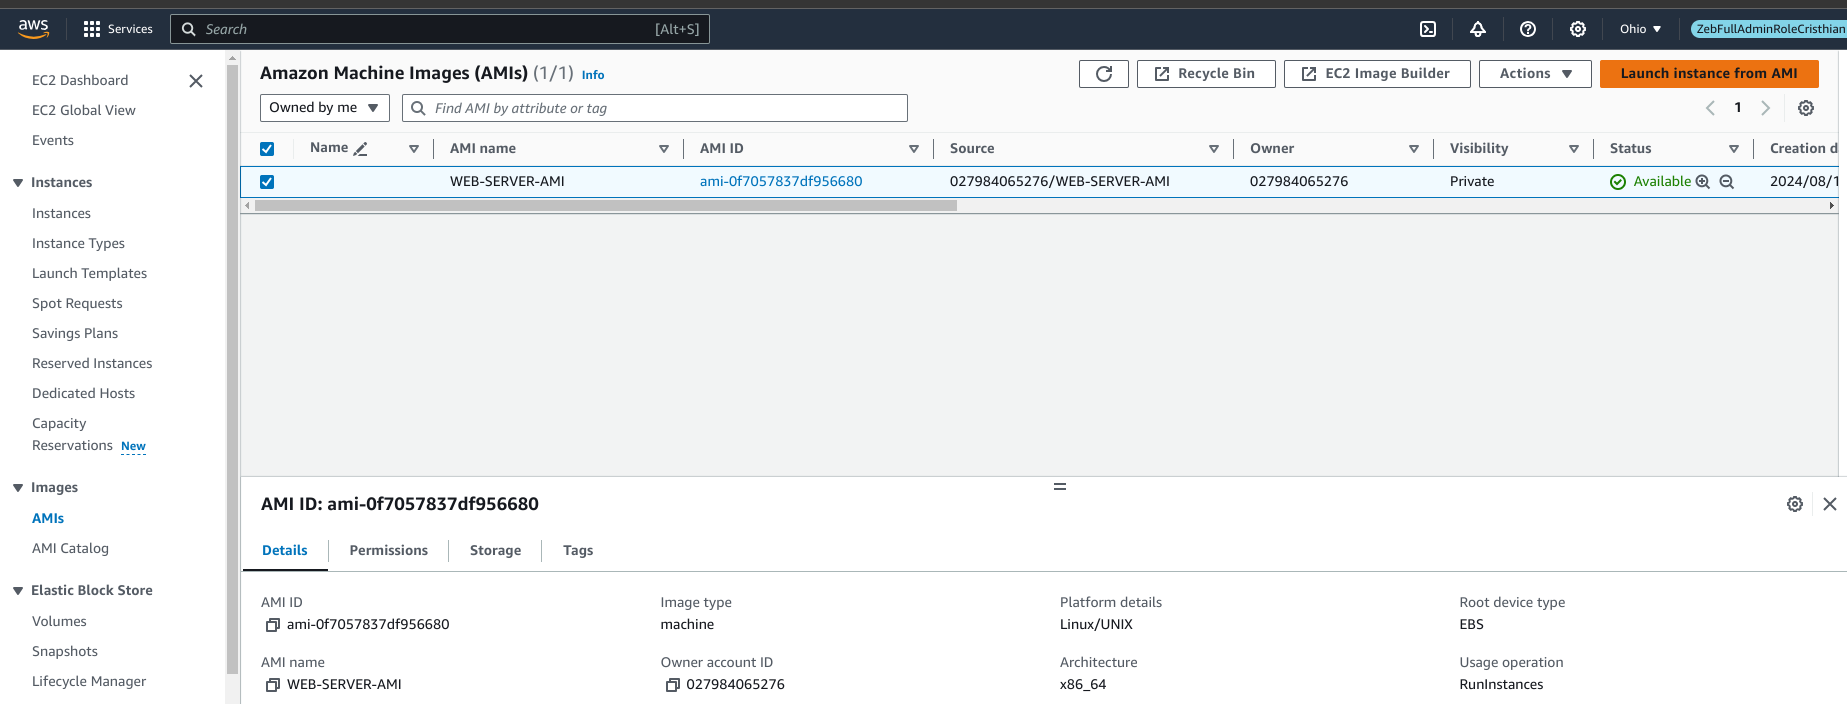 aws
Services
Search [Alt+S]
Ohio
ZebFullAdminRoleCristhian
EC2 Dashboard
EC2 Global View
Events
Instances
Instances
Instance Types
Launch Templates
Spot Requests
Savings Plans
Reserved Instances
Dedicated Hosts
Capacity
Reservations New
Images
AMIs
AMI Catalog
Elastic Block Store
Volumes
Snapshots
Lifecycle Manager
Amazon Machine Images (AMIs) (1/1) Info
Recycle Bin
EC2 Image Builder
Actions
Launch instance from AMI
Owned by me
Find AMI by attribute or tag
1
Name AMI name AMI ID Source Owner Visibility Status Creation d
WEB-SERVER-AMI ami-0f7057837df956680 027984065276/WEB-SERVER-AMI 027984065276 Private Available 2024/08/1
AMI ID: ami-0f7057837df956680
Details Permissions Storage Tags
AMI ID Image type Platform details Root device type
ami-0f7057837df956680 machine Linux/UNIX EBS
AMI name Owner account ID Architecture Usage operation
WEB-SERVER-AMI 027984065276 x86_64 RunInstances